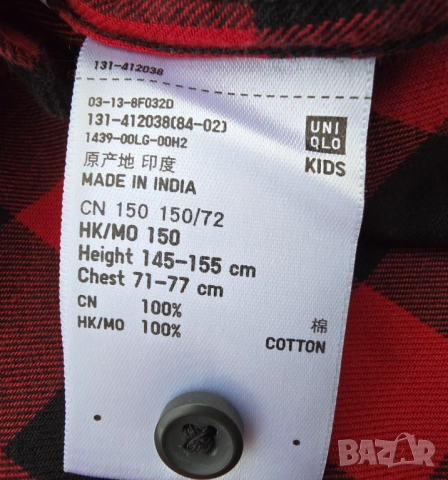 131-412038
03-13-8F032D
131-412038(84-02)
1439-00LG-00H2
原产地 印度
MADE IN INDIA
UNI
QLO
KIDS
CN 150 150/72
HK/MO 150
Height 145-155 cm
Chest 71-77 cm
CN 100%
HK/MO 100%
棉
COTTON
BAZAR